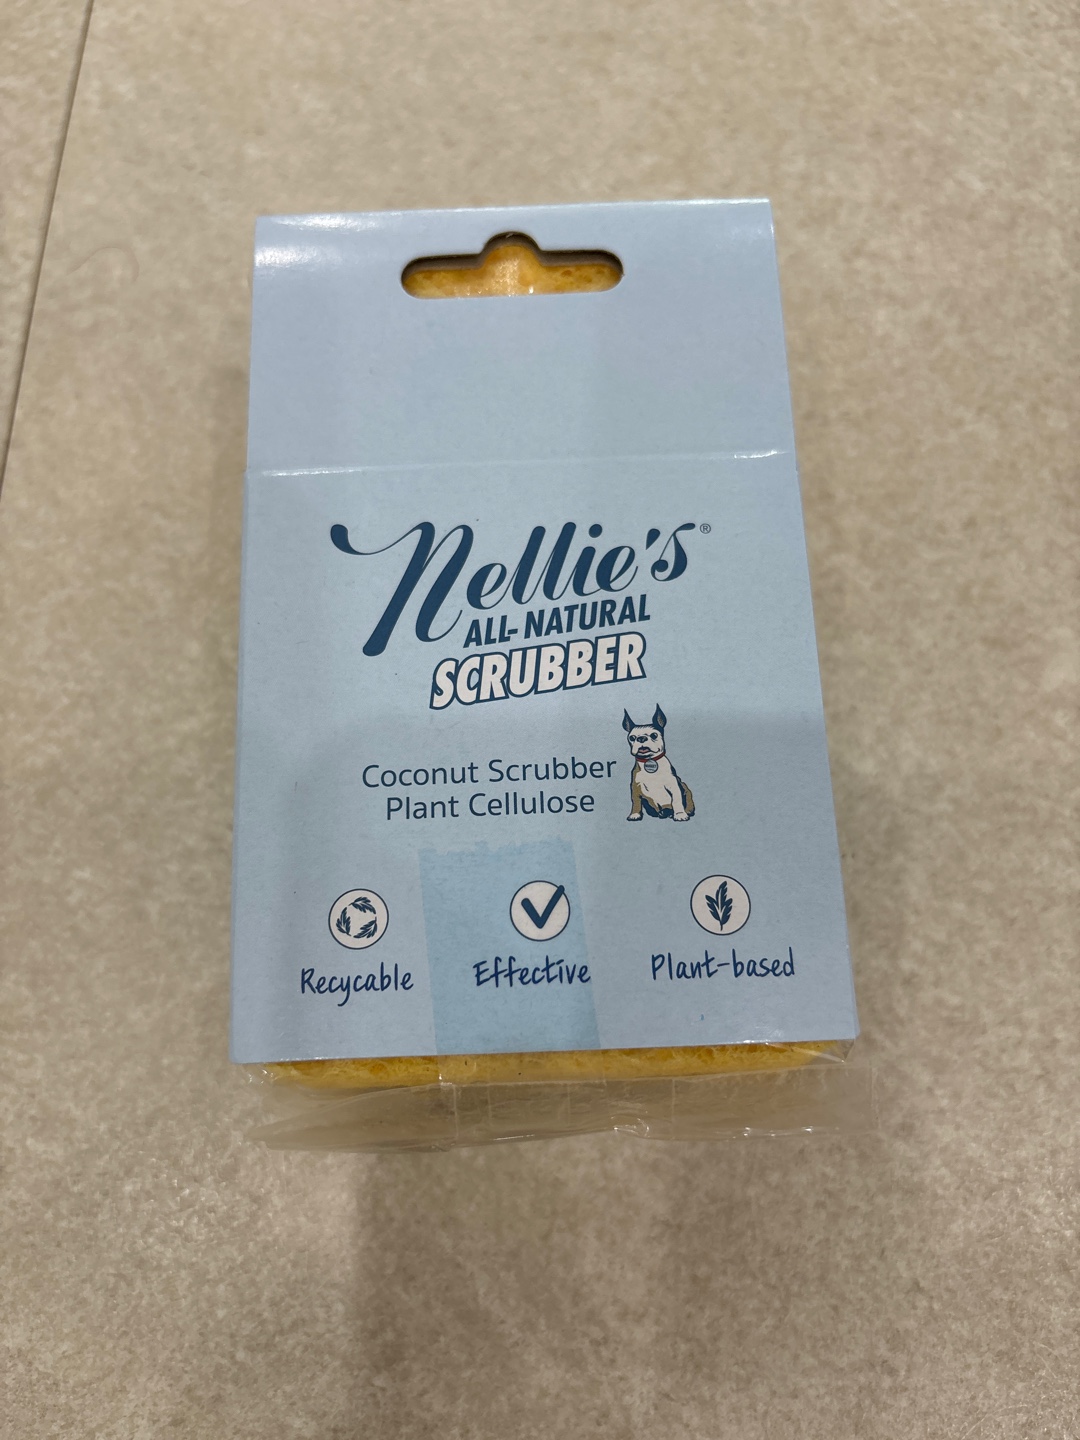 Nellie's®
ALL-NATURAL
SCRUBBER
Coconut Scrubber
Plant Cellulose
Recycable
Effective
Plant-based